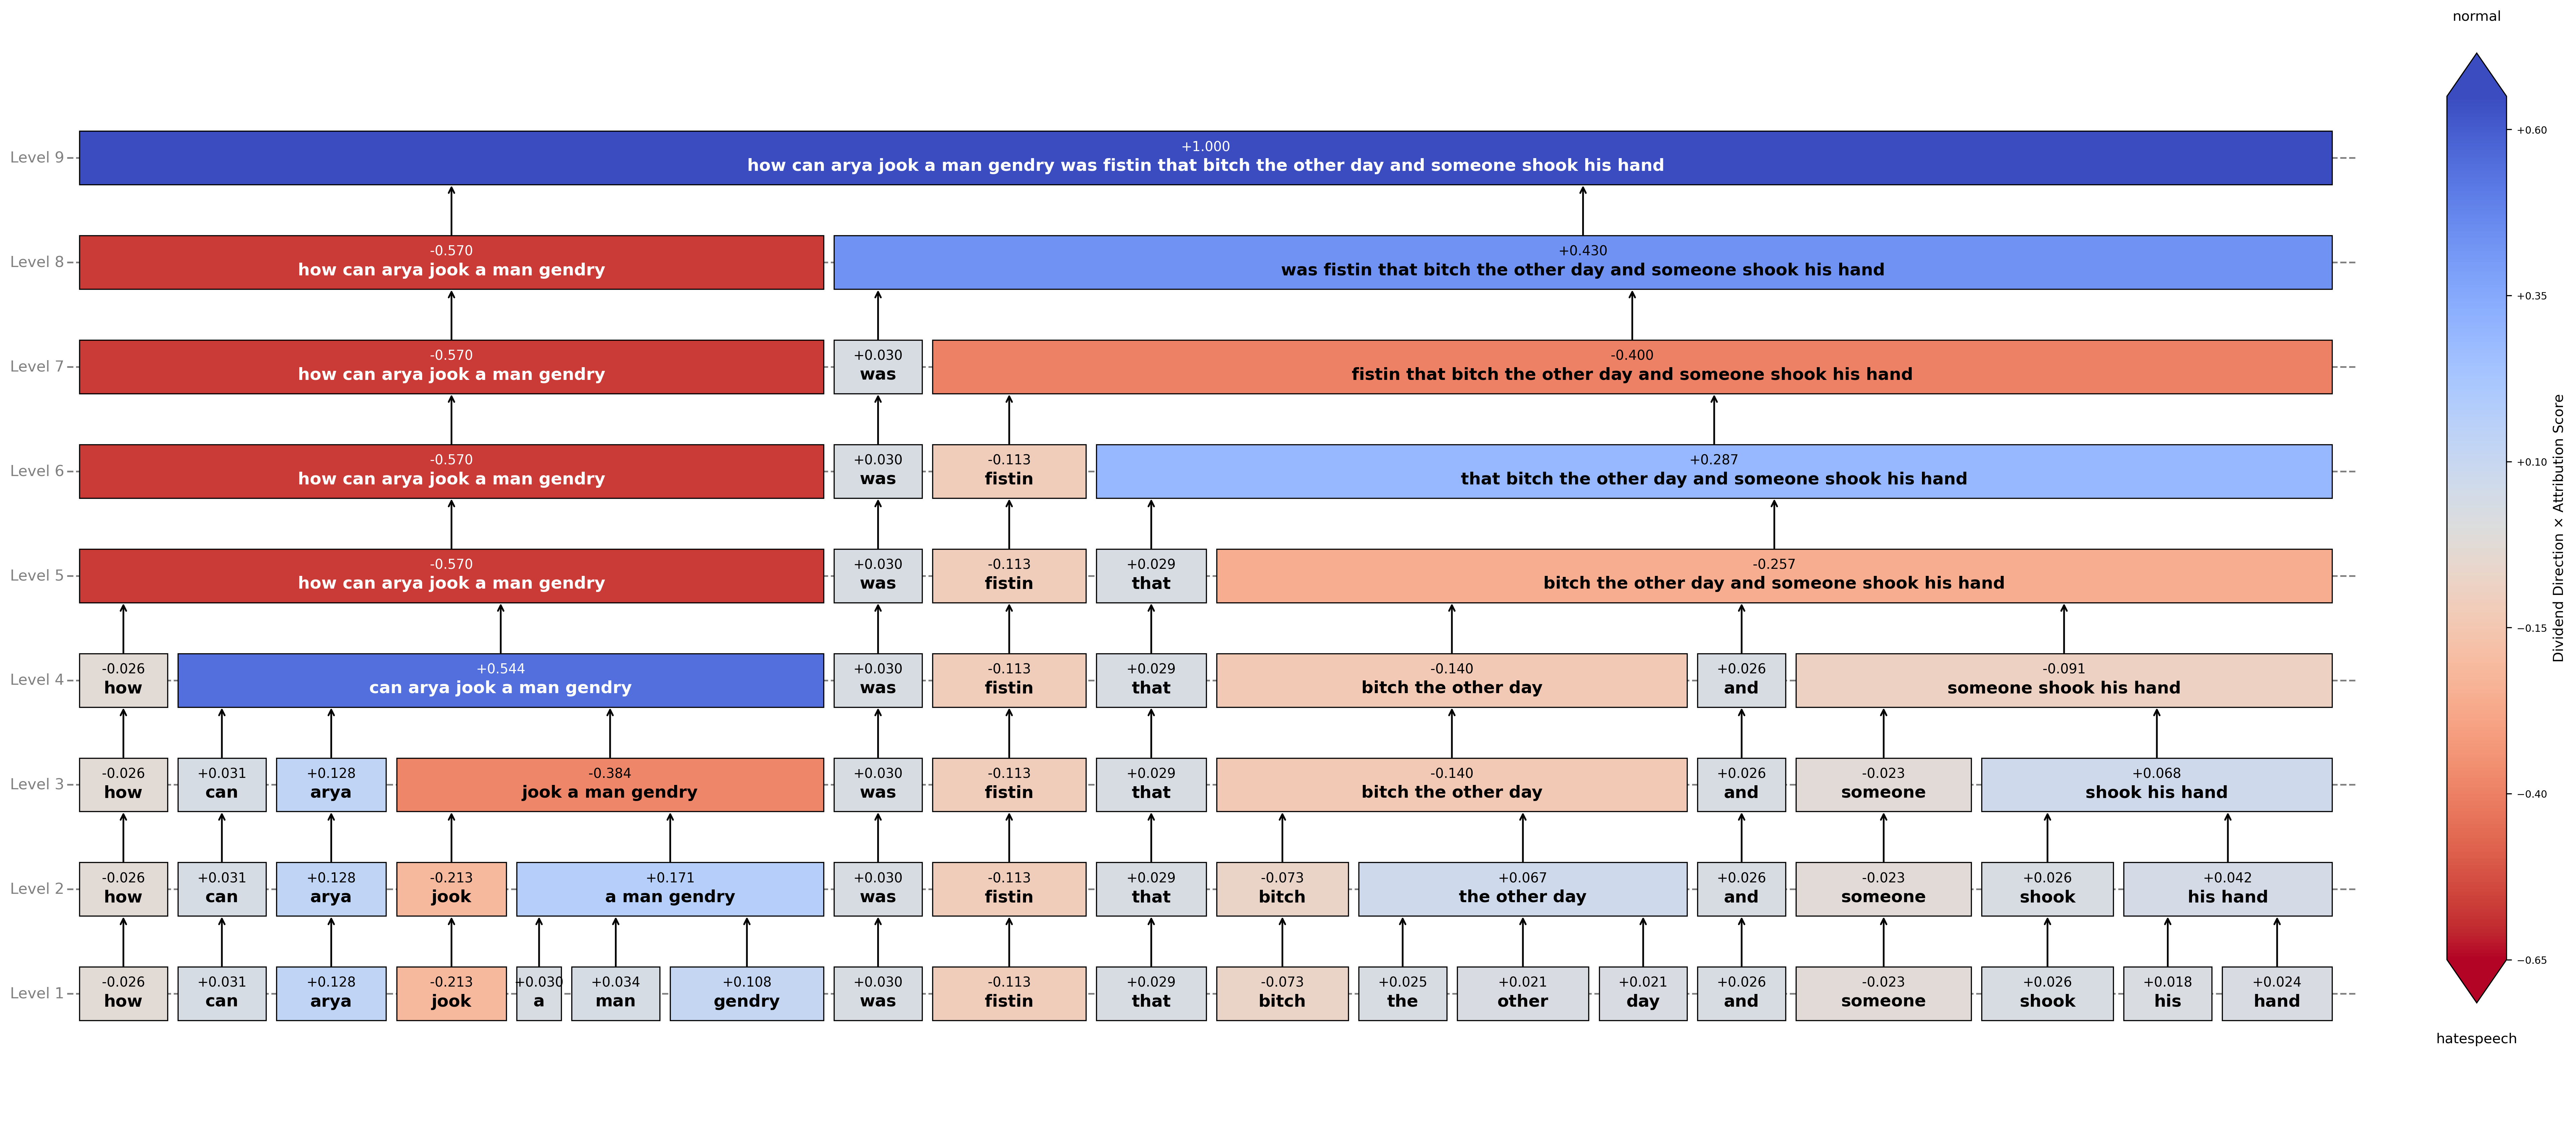 normal
Level 9
+1.000
how can arya jook a man gendry was fistin that bitch the other day and someone shook his hand
Level 8
-0.570
how can arya jook a man gendry
+0.430
was fistin that bitch the other day and someone shook his hand
Level 7
-0.570
how can arya jook a man gendry
+0.030
was
-0.400
fistin that bitch the other day and someone shook his hand
Level 6
-0.570
how can arya jook a man gendry
+0.030
was
-0.113
fistin
+0.287
that bitch the other day and someone shook his hand
Level 5
-0.570
how can arya jook a man gendry
+0.030
was
-0.113
fistin
+0.029
that
-0.257
bitch the other day and someone shook his hand
Level 4
-0.026
how
+0.544
can arya jook a man gendry
+0.030
was
-0.113
fistin
+0.029
that
-0.140
bitch the other day
+0.026
and
-0.091
someone shook his hand
Level 3
-0.026
how
+0.031
can
+0.128
arya
-0.384
jook a man gendry
+0.030
was
-0.113
fistin
+0.029
that
-0.140
bitch the other day
+0.026
and
-0.023
someone
+0.068
shook his hand
Level 2
-0.026
how
+0.031
can
+0.128
arya
-0.213
jook
+0.171
a man gendry
+0.030
was
-0.113
fistin
+0.029
that
-0.073
bitch
+0.067
the other day
+0.026
and
-0.023
someone
+0.026
shook
+0.042
his hand
Level 1
-0.026
how
+0.031
can
+0.128
arya
-0.213
jook
+0.030
a
+0.034
man
+0.108
gendry
+0.030
was
-0.113
fistin
+0.029
that
-0.073
bitch
+0.025
the
+0.021
other
+0.021
day
+0.026
and
-0.023
someone
+0.026
shook
+0.018
his
+0.024
hand
+0.60
+0.35
+0.10
−0.15
−0.40
−0.65
Dividend Direction × Attribution Score
hatespeech